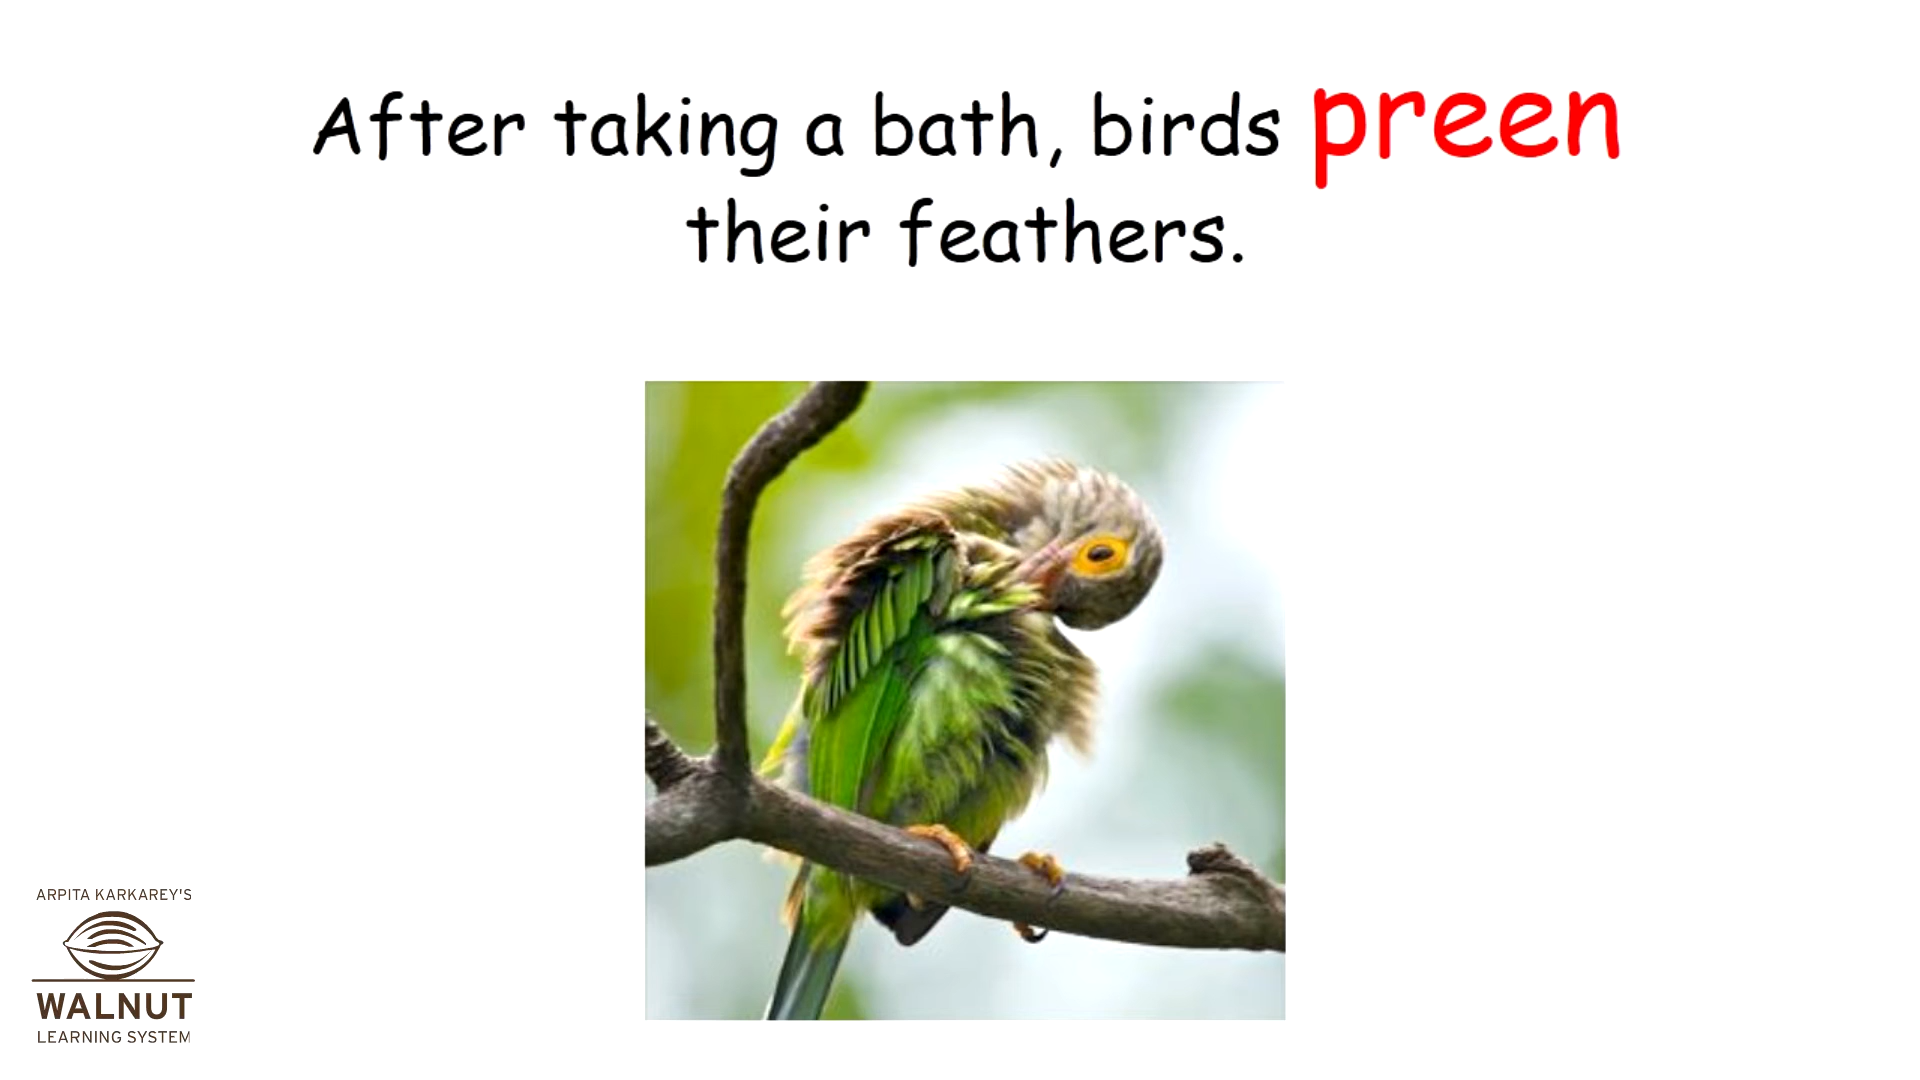 After taking a bath, birds preen
their feathers.
ARPITA KARKAREY'S
WALNUT
LEARNING SYSTEM